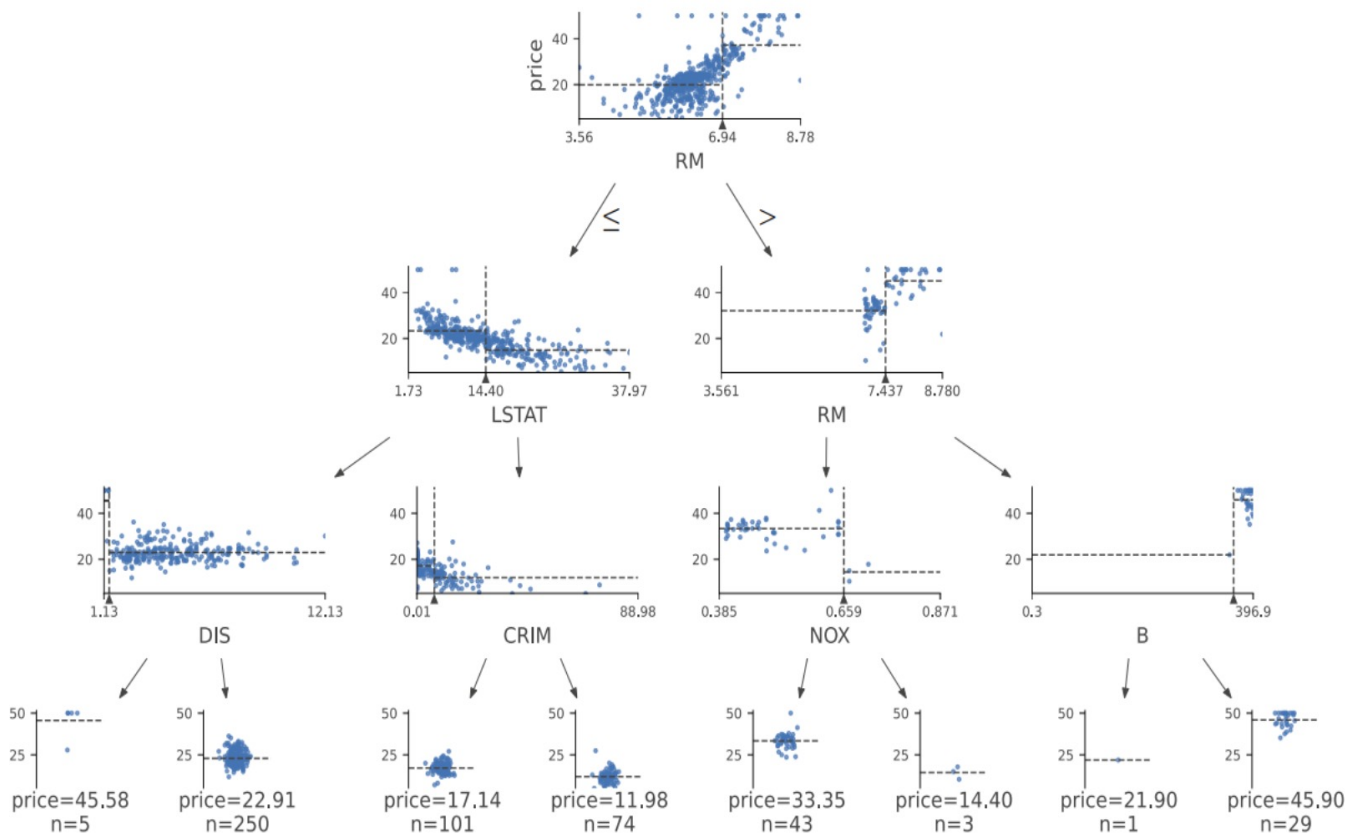 price
40
20
3.56 6.94 8.78
RM
≤ >
40
20
1.73 14.40 37.97
LSTAT
40
20
3.561 7.437 8.780
RM
40
20
1.13 12.13
DIS
40
20
0.01 88.98
CRIM
40
20
0.385 0.659 0.871
NOX
40
20
0.3 396.9
B
50
25
price=45.58
n=5
50
25
price=22.91
n=250
50
25
price=17.14
n=101
50
25
price=11.98
n=74
50
25
price=33.35
n=43
50
25
price=14.40
n=3
50
25
price=21.90
n=1
50
25
price=45.90
n=29